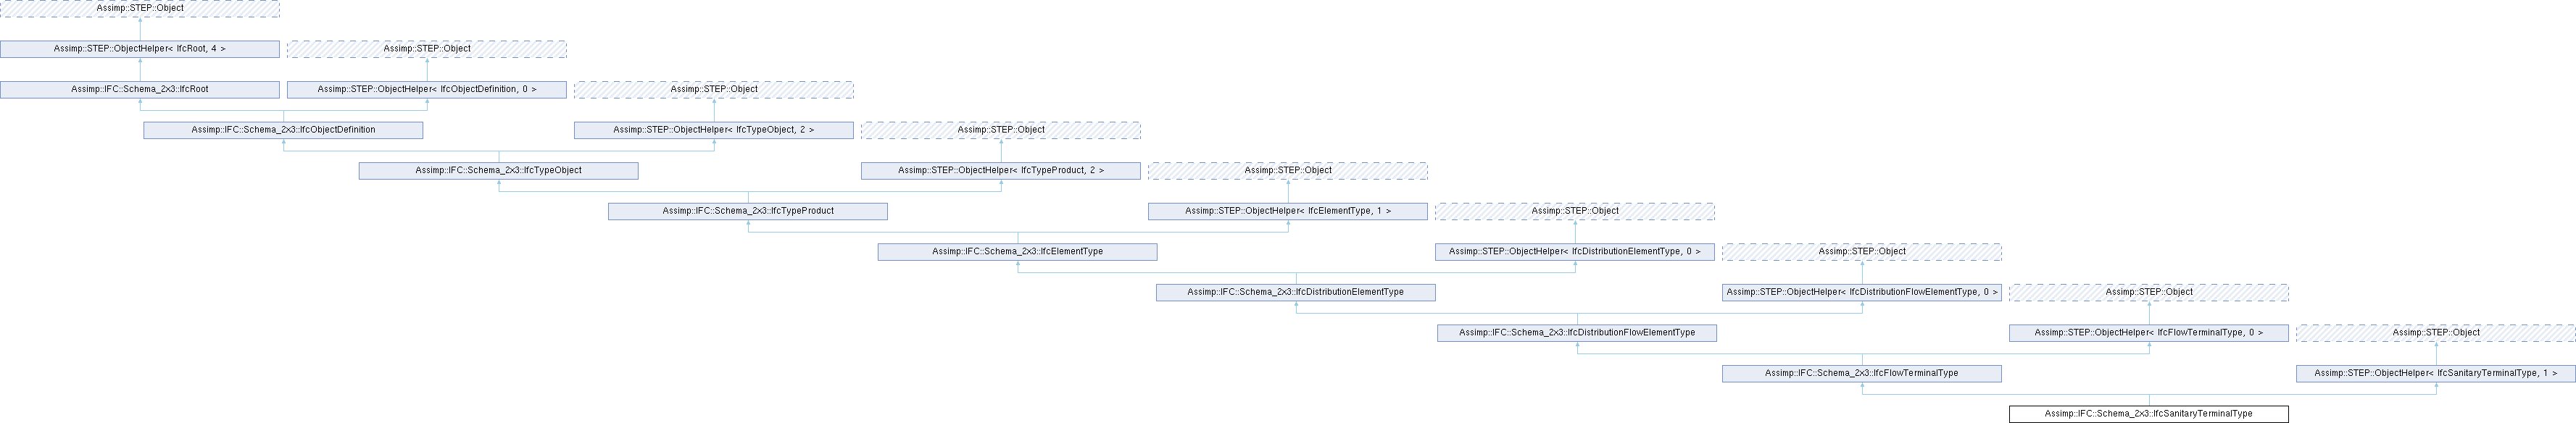 Assimp::STEP::Object
Assimp::STEP::ObjectHelper< IfcRoot, 4 >
Assimp::STEP::Object
Assimp::IFC::Schema_2x3::IfcRoot
Assimp::STEP::ObjectHelper< IfcObjectDefinition, 0 >
Assimp::STEP::Object
Assimp::IFC::Schema_2x3::IfcObjectDefinition
Assimp::STEP::ObjectHelper< IfcTypeObject, 2 >
Assimp::STEP::Object
Assimp::IFC::Schema_2x3::IfcTypeObject
Assimp::STEP::ObjectHelper< IfcTypeProduct, 2 >
Assimp::STEP::Object
Assimp::IFC::Schema_2x3::IfcTypeProduct
Assimp::STEP::ObjectHelper< IfcElementType, 1 >
Assimp::STEP::Object
Assimp::IFC::Schema_2x3::IfcElementType
Assimp::STEP::ObjectHelper< IfcDistributionElementType, 0 >
Assimp::STEP::Object
Assimp::IFC::Schema_2x3::IfcDistributionElementType
Assimp::STEP::ObjectHelper< IfcDistributionFlowElementType, 0 >
Assimp::STEP::Object
Assimp::IFC::Schema_2x3::IfcDistributionFlowElementType
Assimp::STEP::ObjectHelper< IfcFlowTerminalType, 0 >
Assimp::STEP::Object
Assimp::IFC::Schema_2x3::IfcFlowTerminalType
Assimp::STEP::ObjectHelper< IfcSanitaryTerminalType, 1 >
Assimp::IFC::Schema_2x3::IfcSanitaryTerminalType